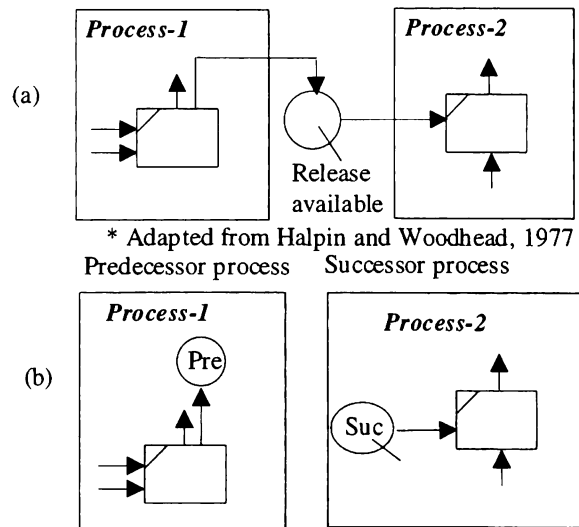 Process-1
Process-2
(a)
Release
available
* Adapted from Halpin and Woodhead, 1977
Predecessor process Successor process
Process-1
Process-2
Pre
(b)
Suc